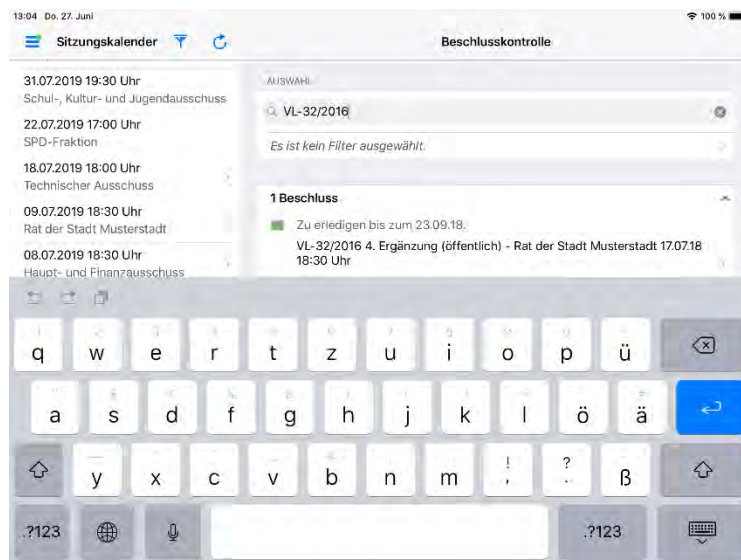 13:04 Do. 27. Juni
100 %
Sitzungskalender
Beschlusskontrolle
31.07.2019 19:30 Uhr
Schul-, Kultur- und Jugendausschuss
22.07.2019 17:00 Uhr
SPD-Fraktion
18.07.2019 18:00 Uhr
Technischer Ausschuss
09.07.2019 18:30 Uhr
Rat der Stadt Musterstadt
08.07.2019 18:30 Uhr
Haupt- und Finanzausschuss
AUSWAHL
VL-32/2016
Es ist kein Filter ausgewählt.
1 Beschluss
Zu erledigen bis zum 23.09.18.
VL-32/2016 4. Ergänzung (öffentlich) - Rat der Stadt Musterstadt 17.07.18
18:30 Uhr
q w e r t z u i o p ü
a s d f g h j k l ö ä
y x c v b n m ! , ? . ß
.?123 .?123